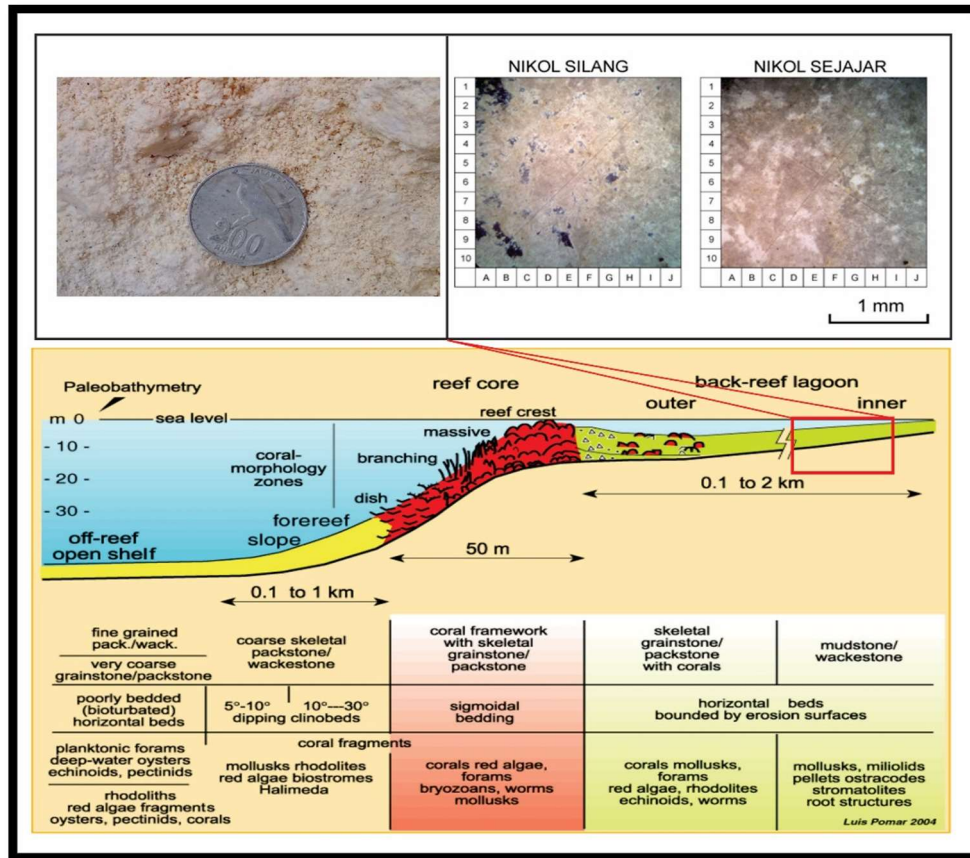 NIKOL SILANG
NIKOL SEJAJAR
200
1
2
3
4
5
6
7
8
9
10
A B C D E F G H I J
1
2
3
4
5
6
7
8
9
10
A B C D E F G H I J
1 mm
Paleobathymetry
m 0
sea level
-10 -
- 20 -
- 30 -
reef core
reef crest
massive
branching
dish
coral-
morphology
zones
forereef
slope
off-reef
open shelf
back-reef lagoon
outer
inner
0.1 to 2 km
50 m
0.1 to 1 km
fine grained
pack./wack.
very coarse
grainstone/packstone
coarse skeletal
packstone/
wackestone
coral framework
with skeletal
grainstone/
packstone
skeletal
grainstone/
packstone
with corals
mudstone/
wackestone
poorly bedded
(bioturbated)
horizontal beds
5°-10° 10°---30°
dipping clinobeds
sigmoidal
bedding
horizontal beds
bounded by erosion surfaces
planktonic forams
deep-water oysters
echinoids, pectinids
rhodoliths
red algae fragments
oysters, pectinids, corals
coral fragments
mollusks rhodolites
red algae biostromes
Halimeda
corals red algae,
forams
bryozoans, worms
mollusks
corals mollusks,
forams
red algae, rhodolites
echinoids, worms
mollusks, miliolids
pellets ostracodes
stromatolites
root structures
Luis Pomar 2004